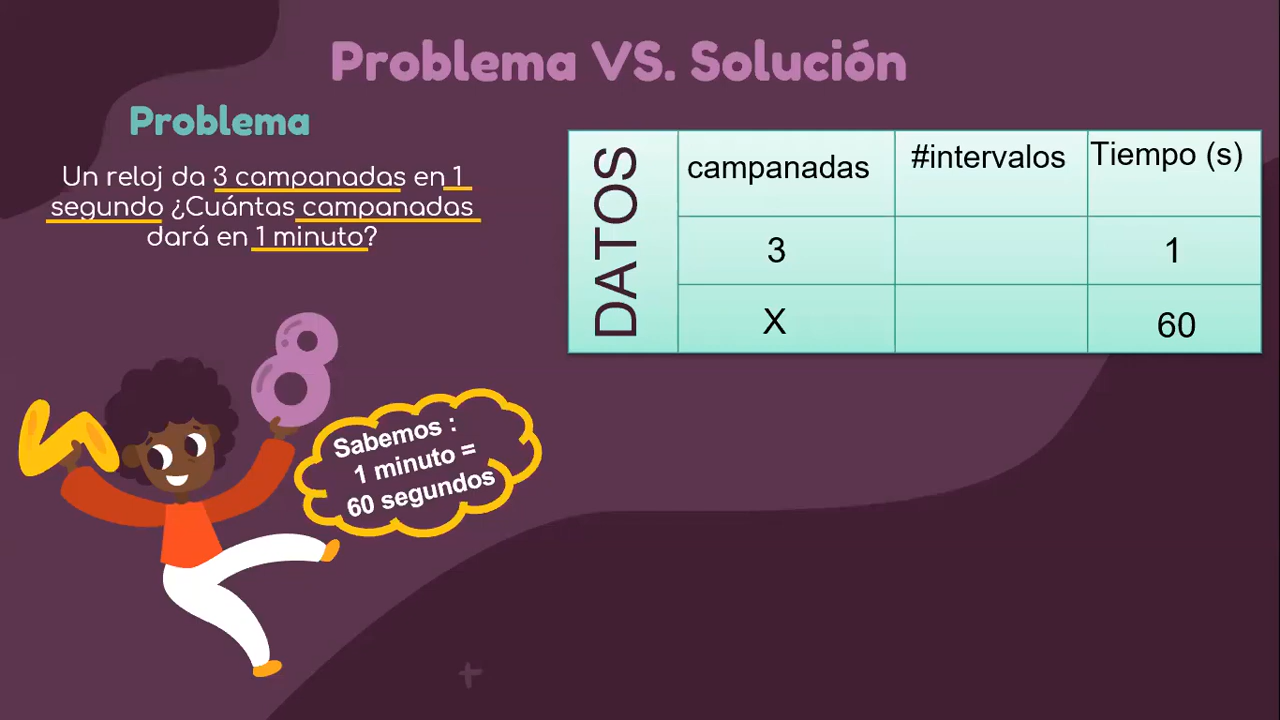 Problema VS. Solución
Problema
Un reloj da 3 campanadas en 1
segundo ¿Cuántas campanadas
dará en 1 minuto?
DATOS
campanadas #intervalos Tiempo (s)
3 1
X 60
8
Sabemos :
1 minuto =
60 segundos